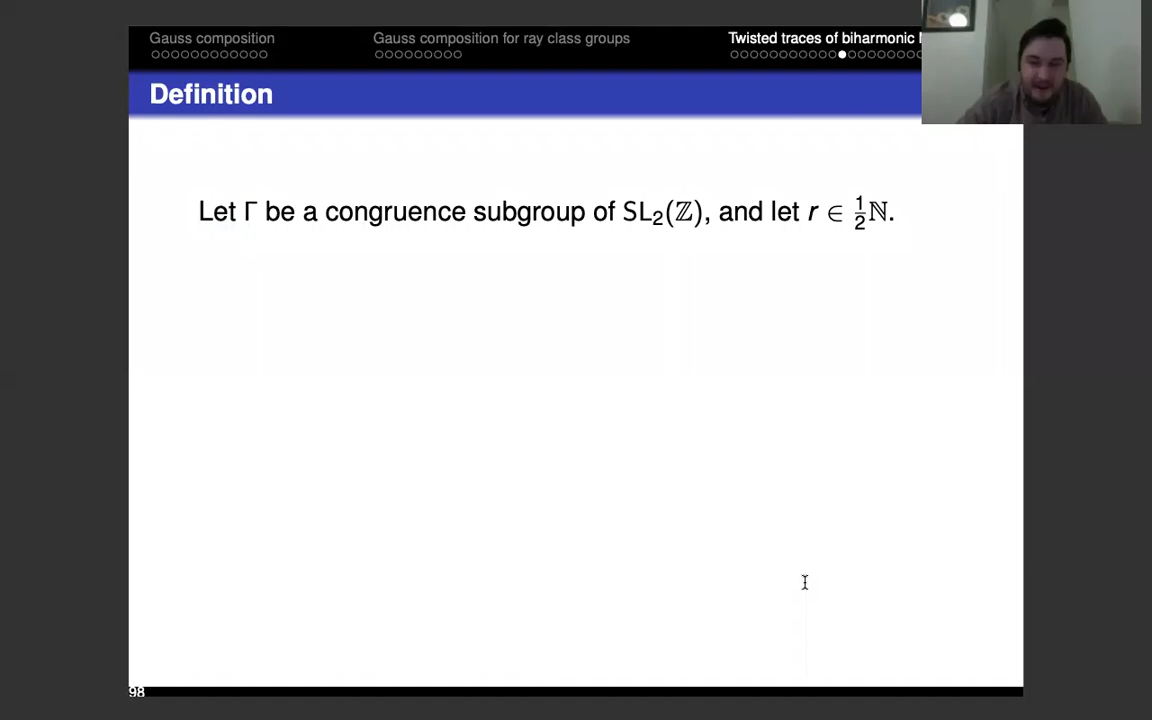 Gauss composition
Gauss composition for ray class groups
Twisted traces of biharmonic
Definition
Let Γ be a congruence subgroup of SL₂(ℤ), and let r ∈ ½ℕ.
98